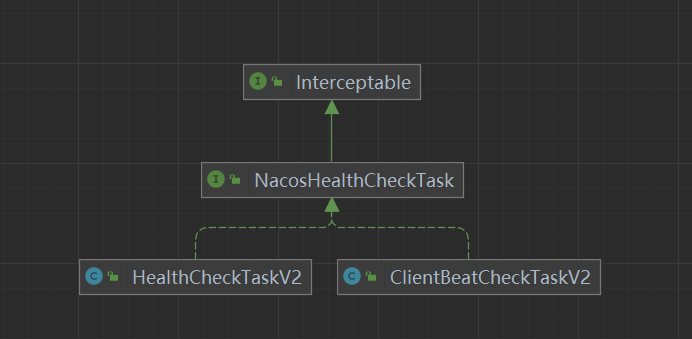 I Interceptable
I NacosHealthCheckTask
C HealthCheckTaskV2
C ClientBeatCheckTaskV2